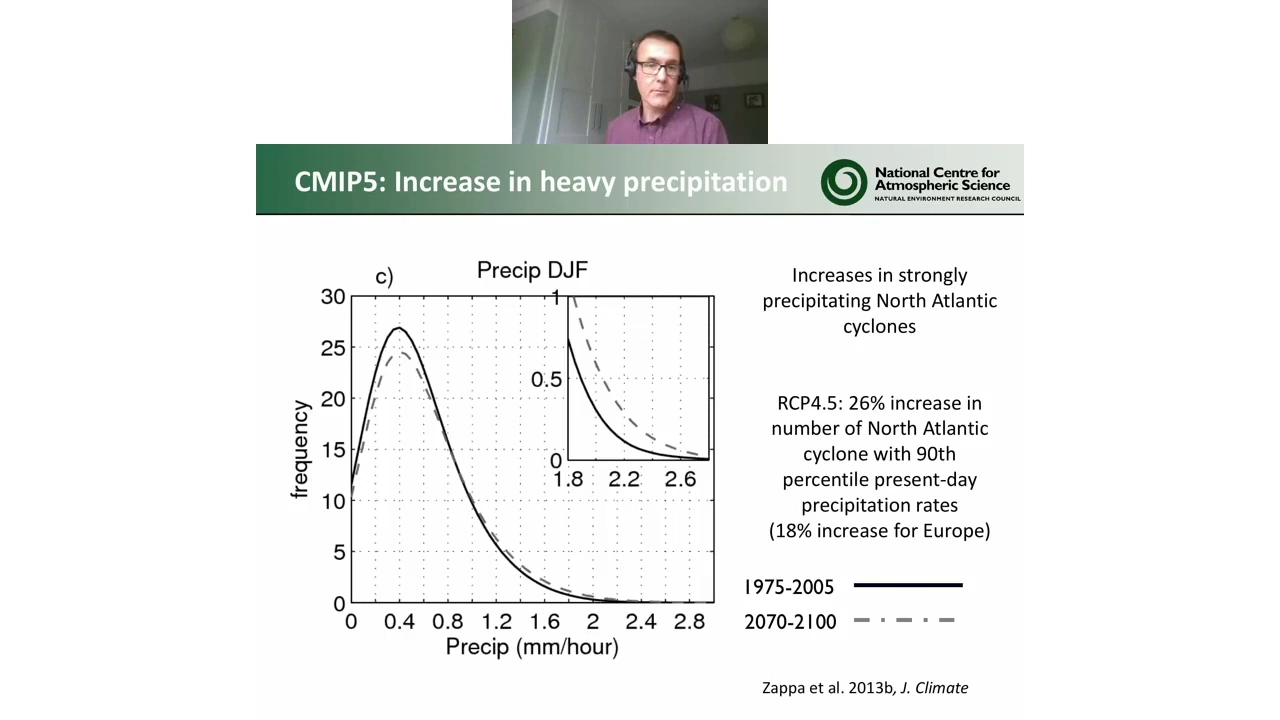 CMIP5: Increase in heavy precipitation
National Centre for
Atmospheric Science
NATURAL ENVIRONMENT RESEARCH COUNCIL
c)
Precip DJF
30
25
20
15
10
5
0
frequency
0 0.4 0.8 1.2 1.6 2 2.4 2.8
Precip (mm/hour)
1
0.5
0
1.8 2.2 2.6
Increases in strongly
precipitating North Atlantic
cyclones
RCP4.5: 26% increase in
number of North Atlantic
cyclone with 90th
percentile present-day
precipitation rates
(18% increase for Europe)
1975-2005
2070-2100
Zappa et al. 2013b, J. Climate